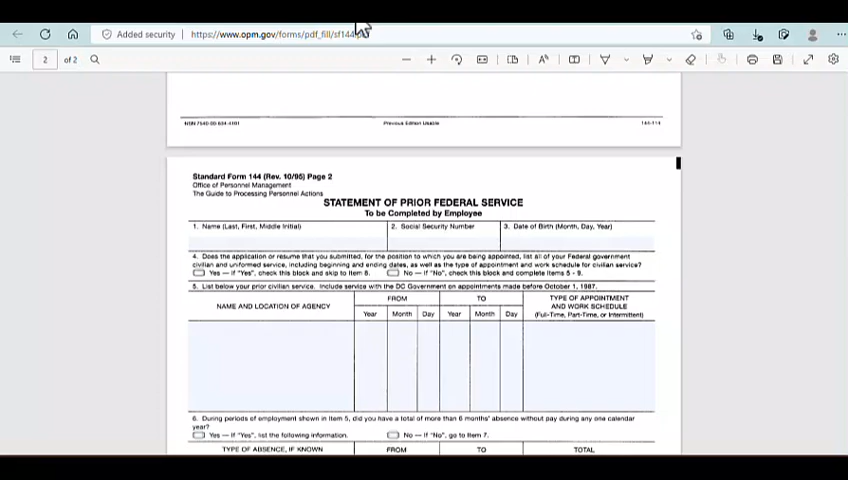 Added security https://www.opm.gov/forms/pdf_fill/sf144
2 of 2
Previous Edition Usable
Standard Form 144 (Rev. 10/95) Page 2
Office of Personnel Management
The Guide to Processing Personnel Actions
STATEMENT OF PRIOR FEDERAL SERVICE
To be Completed by Employee
1. Name (Last, First, Middle Initial) 2. Social Security Number 3. Date of Birth (Month, Day, Year)
4. Does the application or resume that you submitted, for the position to which you are being appointed, list all of your Federal government
civilian and uniformed service, including beginning and ending dates, as well as the type of appointment and work schedule for civilian service?
Yes — If "Yes", check this block and skip to Item 8. No — If "No", check this block and complete Items 5 - 9.
5. List below your prior civilian service. Include service with the DC Government on appointments made before October 1, 1987.
NAME AND LOCATION OF AGENCY FROM TO TYPE OF APPOINTMENT
AND WORK SCHEDULE
(Full-Time, Part-Time, or Intermittent)
Year Month Day Year Month Day
6. During periods of employment shown in Item 5, did you have a total of more than 6 months' absence without pay during any one calendar
year?
Yes — If "Yes", list the following information. No — If "No", go to Item 7.
TYPE OF ABSENCE, IF KNOWN FROM TO TOTAL